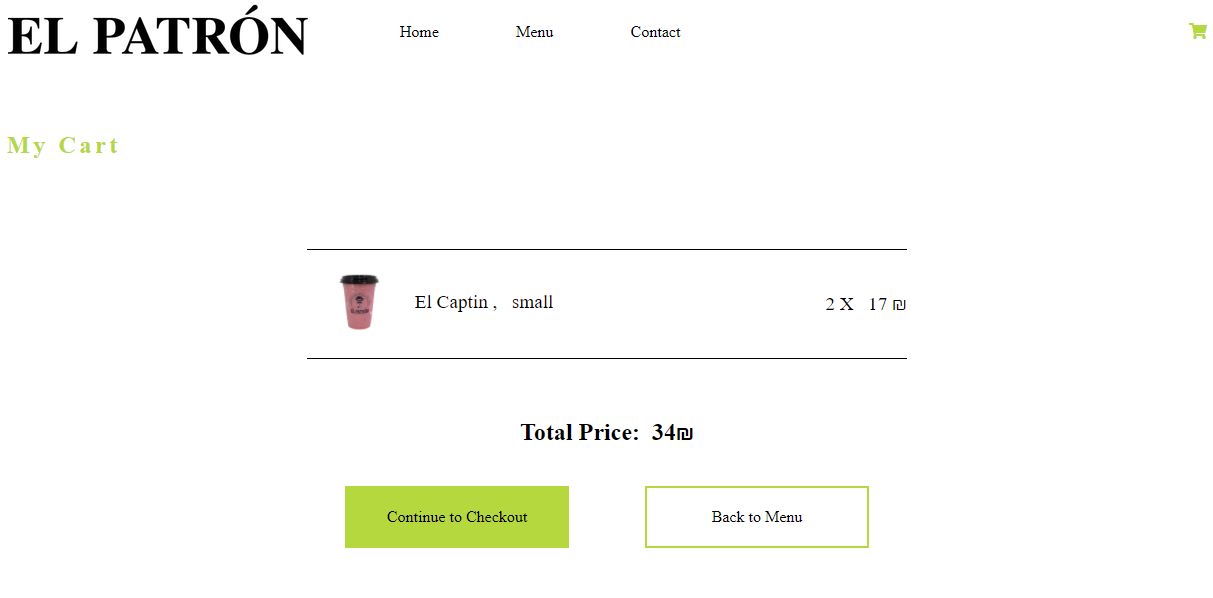 EL PATRÓN Home Menu Contact
My Cart
El Captin , small 2 X 17 ₪
Total Price: 34₪
Continue to Checkout Back to Menu